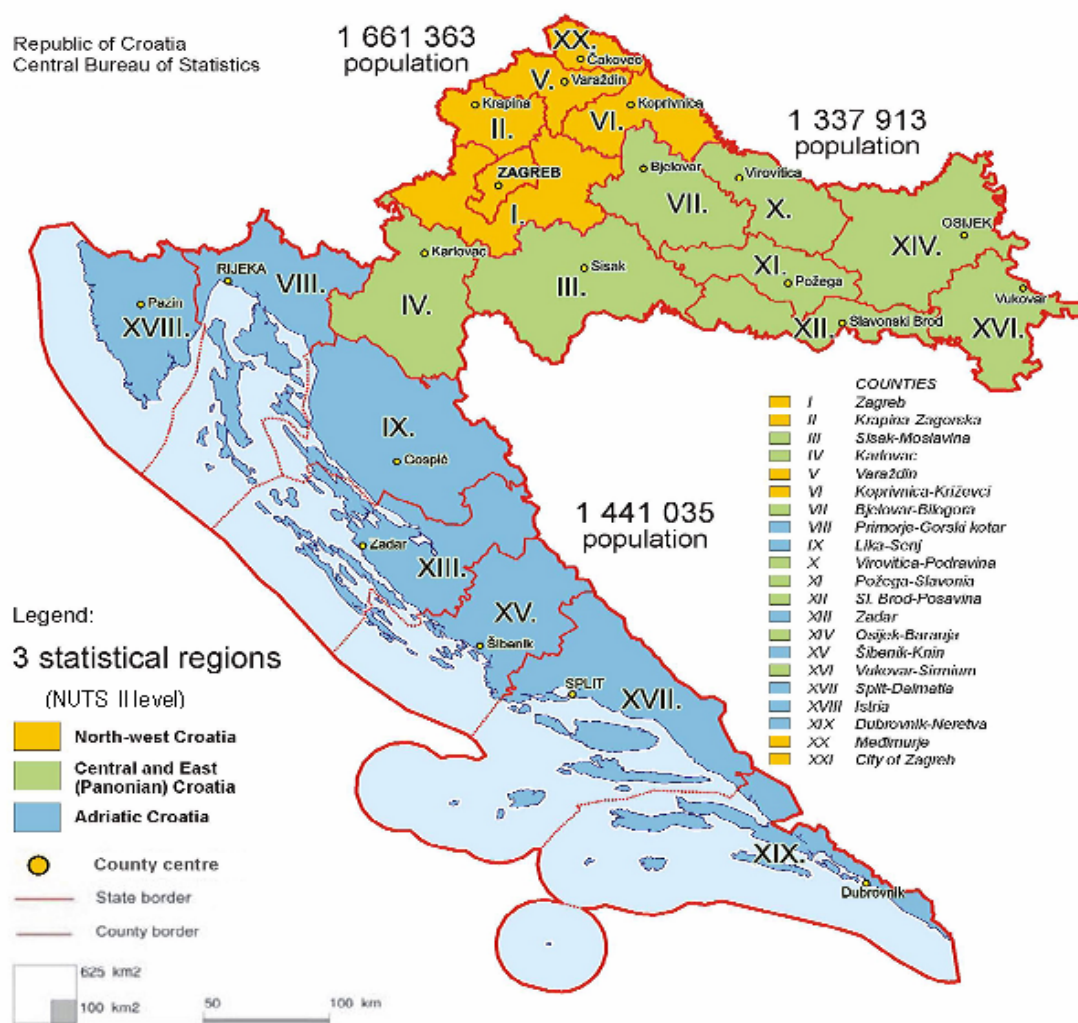 Republic of Croatia
Central Bureau of Statistics
1 661 363
population
XX.
Čakovec
V.
Varaždin
Krapina
II.
VI.
Koprivnica
ZAGREB
I.
1 337 913
population
Bjelovar
VII.
Virovitica
X.
OSIJEK
XIV.
Karlovac
IV.
Sisak
III.
XI.
Požega
XII.
Slavonski Brod
Vukovar
XVI.
RIJEKA
VIII.
Pazin
XVIII.
IX.
Gospić
1 441 035
population
Zadar
XIII.
XV.
Šibenik
SPLIT
XVII.
XIX.
Dubrovnik
COUNTIES
I Zagreb
II Krapina Zagorska
III Sisak-Moslavina
IV Karlovac
V Varaždin
VI Koprivnica-Križevci
VII Bjelovar-Bilogora
VIII Primorje-Gorski kotar
IX Lika-Senj
X Virovitica-Podravina
XI Požega-Slavonia
XII Sl. Brod-Posavina
XIII Zadar
XIV Osijek-Baranja
XV Šibenik-Knin
XVI Vukovar-Sirmium
XVII Split-Dalmatia
XVIII Istria
XIX Dubrovnik-Neretva
XX Međimurje
XXI City of Zagreb
Legend:
3 statistical regions
(NUTS II level)
North-west Croatia
Central and East
(Panonian) Croatia
Adriatic Croatia
County centre
State border
County border
625 km2
100 km2
50
100 km